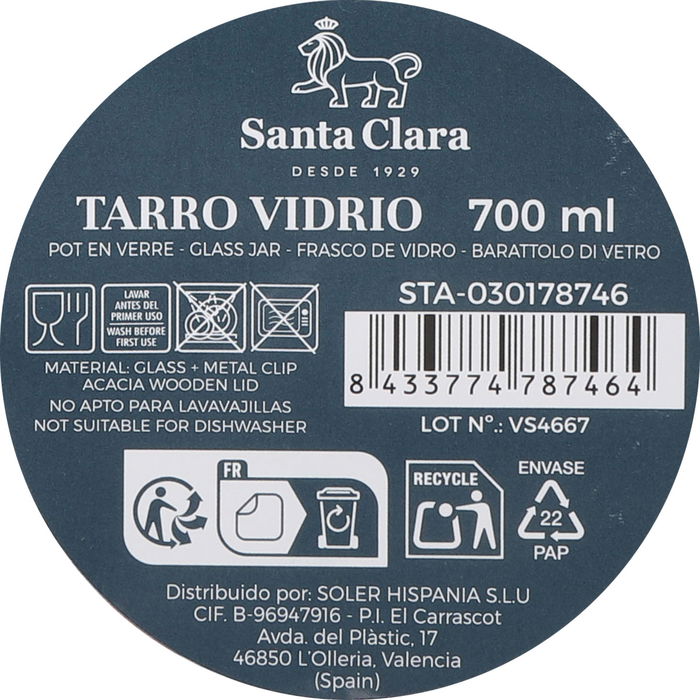 Santa Clara
DESDE 1929
TARRO VIDRIO 700 ml
POT EN VERRE - GLASS JAR - FRASCO DE VIDRO - BARATTOLO DI VETRO
LAVAR
ANTES DEL
PRIMER USO
WASH BEFORE
FIRST USE
STA-030178746
MATERIAL: GLASS + METAL CLIP
ACACIA WOODEN LID
NO APTO PARA LAVAVAJILLAS
NOT SUITABLE FOR DISHWASHER
8 433774 787464
LOT Nº.: VS4667
FR
RECYCLE
ENVASE
22
PAP
Distribuido por: SOLER HISPANIA S.L.U
CIF. B-96947916 - P.I. El Carrascot
Avda. del Plàstic, 17
46850 L'Olleria, Valencia
(Spain)